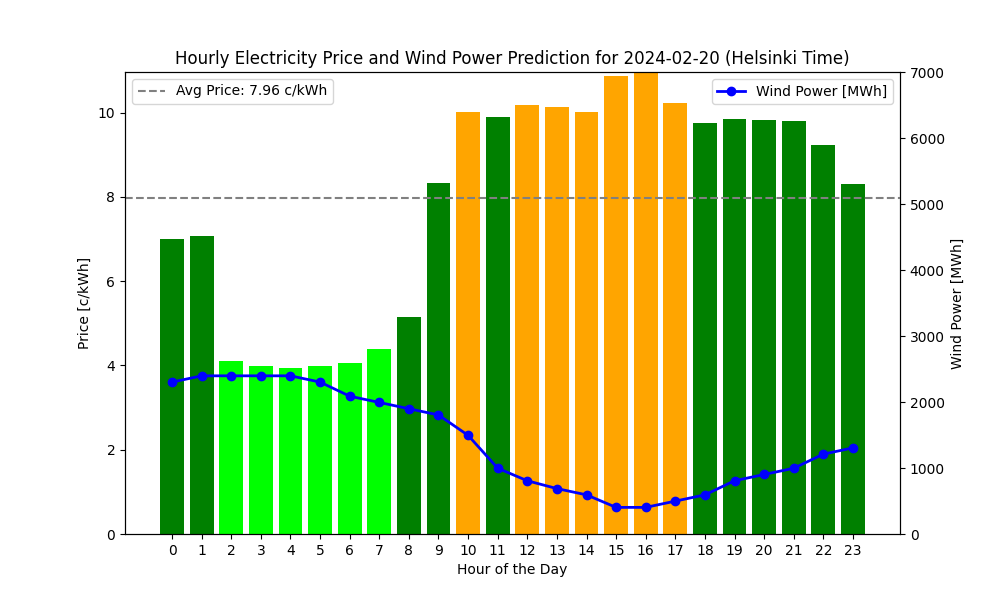 Hourly Electricity Price and Wind Power Prediction for 2024-02-20 (Helsinki Time)
Avg Price: 7.96 c/kWh
Wind Power [MWh]
Price [c/kWh]
10
8
6
4
2
0
7000
6000
5000
4000
3000
2000
1000
0
Wind Power [MWh]
0 1 2 3 4 5 6 7 8 9 10 11 12 13 14 15 16 17 18 19 20 21 22 23
Hour of the Day